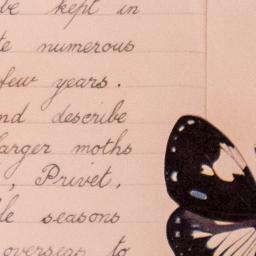 be kept in
te numerous
few years.
nd describe
larger moths
, Privet,
le seasons
overseas to